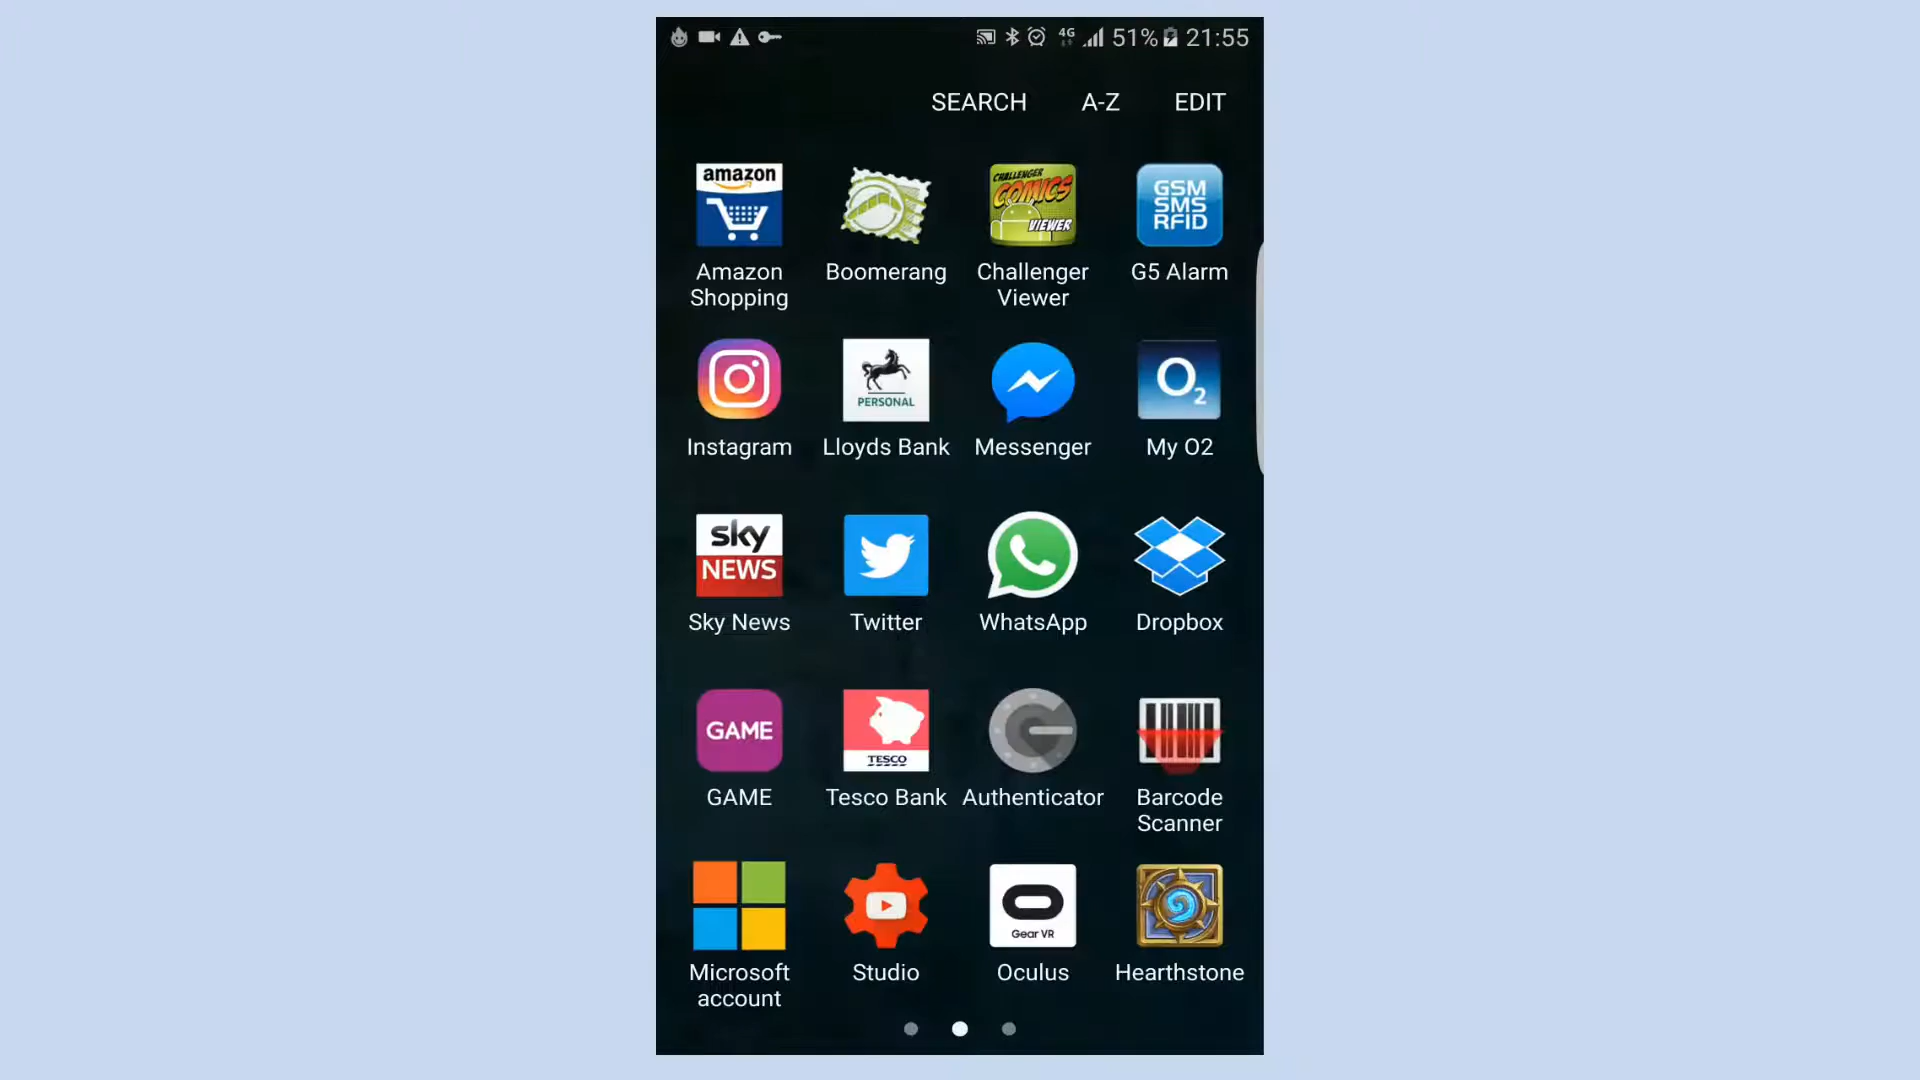 4G 51% 21:55
SEARCH A-Z EDIT
amazon
CHALLENGER
COMICS
VIEWER
GSM
SMS
RFID
Amazon
Shopping
Boomerang
Challenger
Viewer
G5 Alarm
PERSONAL
O2
Instagram
Lloyds Bank
Messenger
My O2
sky
NEWS
Sky News
Twitter
WhatsApp
Dropbox
GAME
TESCO
GAME
Tesco Bank
Authenticator
Barcode
Scanner
Gear VR
Microsoft
account
Studio
Oculus
Hearthstone